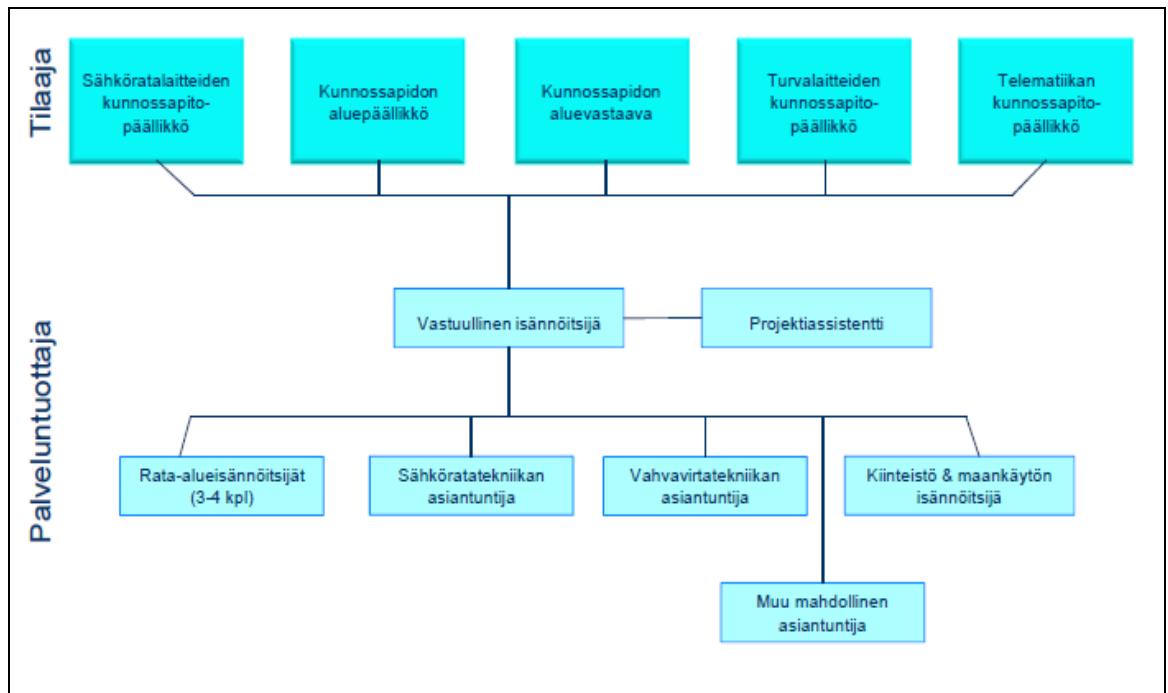 Tilaaja
Sähköratalaitteiden
kunnossapito-
päällikkö
Kunnossapidon
aluepäällikkö
Kunnossapidon
aluevastaava
Turvalaitteiden
kunnossapito-
päällikkö
Telematiikan
kunnossapito-
päällikkö
Palveluntuottaja
Vastuullinen isännöitsijä
Projektiassistentti
Rata-alueisännöitsijät
(3-4 kpl)
Sähköratatekniikan
asiantuntija
Vahvavirtatekniikan
asiantuntija
Kiinteistö & maankäytön
isännöitsijä
Muu mahdollinen
asiantuntija